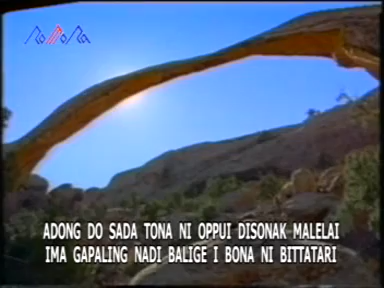 ADONG DO SADA TONA NI OPPUI DISONAK MALELAI
IMA GAPALING NADI BALIGE I BONA NI BITTATARI